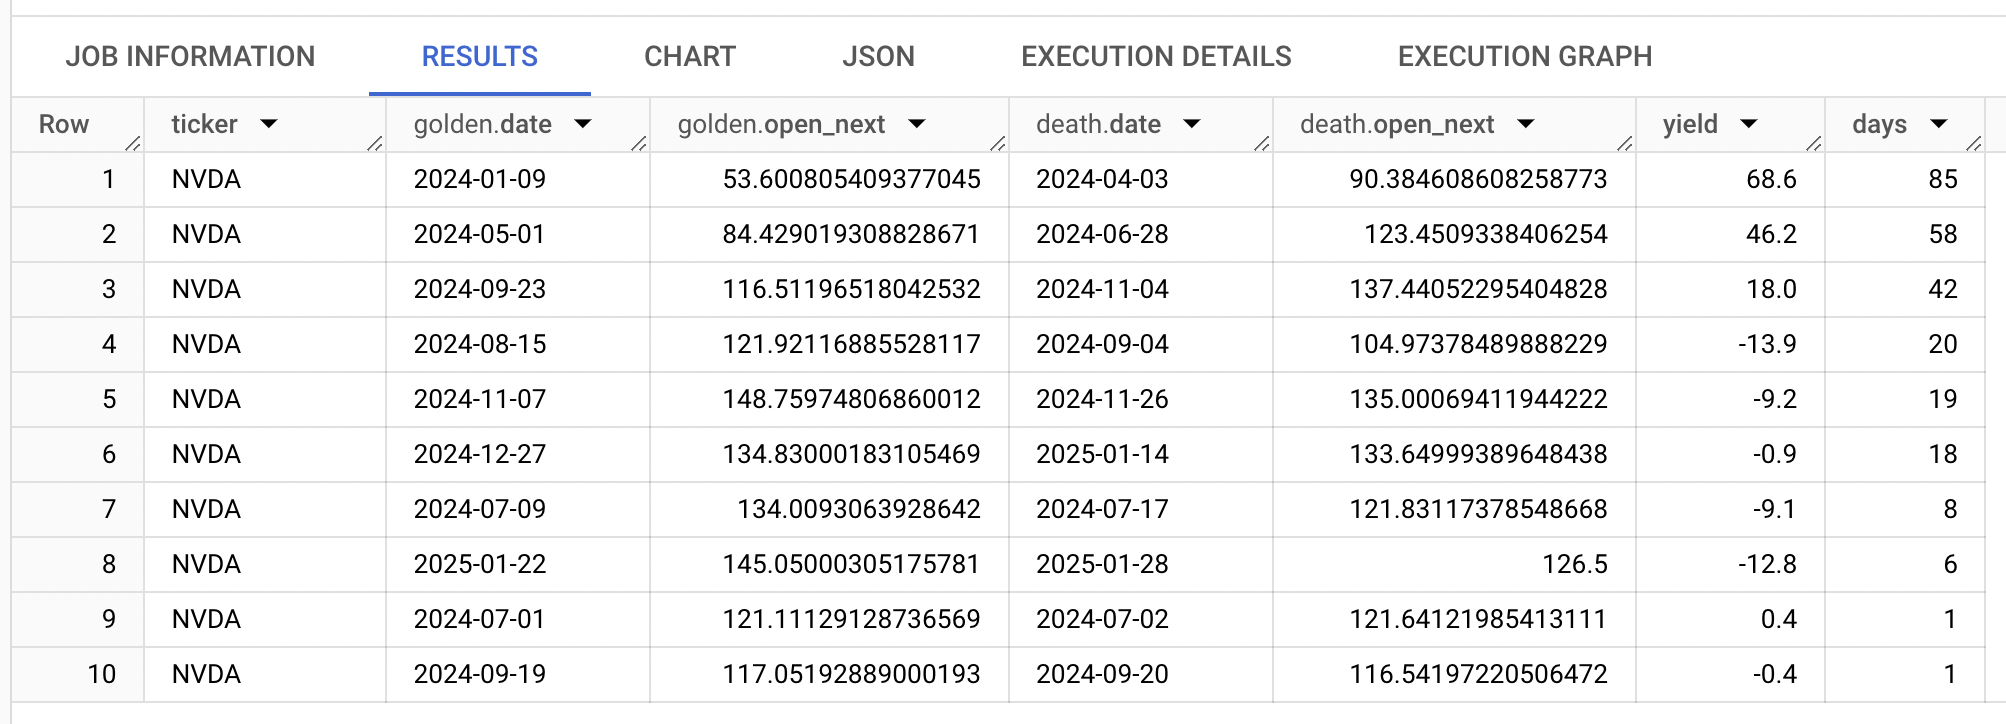 JOB INFORMATION RESULTS CHART JSON EXECUTION DETAILS EXECUTION GRAPH
Row ticker golden.date golden.open_next death.date death.open_next yield days
1 NVDA 2024-01-09 53.600805409377045 2024-04-03 90.384608608258773 68.6 85
2 NVDA 2024-05-01 84.429019308828671 2024-06-28 123.4509338406254 46.2 58
3 NVDA 2024-09-23 116.51196518042532 2024-11-04 137.44052295404828 18.0 42
4 NVDA 2024-08-15 121.92116885528117 2024-09-04 104.97378489888229 -13.9 20
5 NVDA 2024-11-07 148.75974806860012 2024-11-26 135.00069411944222 -9.2 19
6 NVDA 2024-12-27 134.83000183105469 2025-01-14 133.64999389648438 -0.9 18
7 NVDA 2024-07-09 134.0093063928642 2024-07-17 121.83117378548668 -9.1 8
8 NVDA 2025-01-22 145.05000305175781 2025-01-28 126.5 -12.8 6
9 NVDA 2024-07-01 121.11129128736569 2024-07-02 121.64121985413111 0.4 1
10 NVDA 2024-09-19 117.05192889000193 2024-09-20 116.54197220506472 -0.4 1